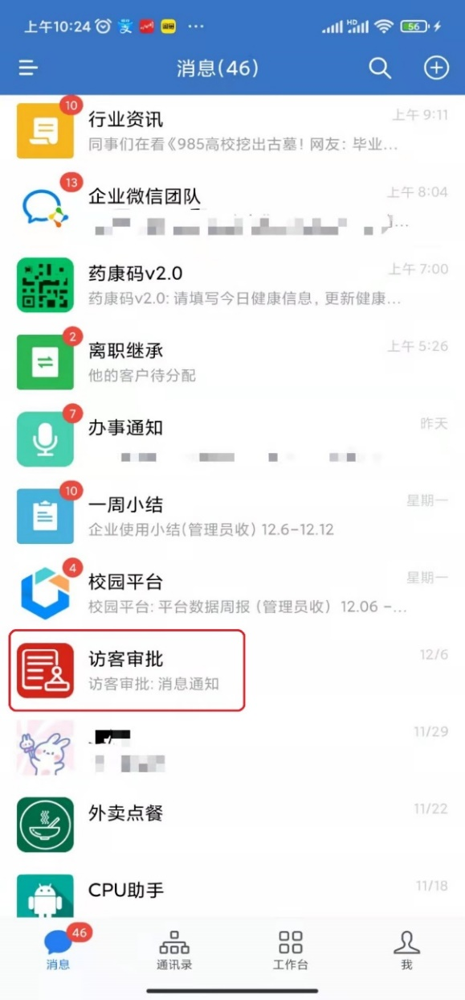 上午10:24
HD
56
消息(46)
10
行业资讯
上午 9:11
同事们在看《985高校挖出古墓！网友：毕业...
13
企业微信团队
上午 8:04
...
药康码v2.0
上午 7:00
药康码v2.0: 请填写今日健康信息，更新健康...
2
离职继承
上午 5:26
他的客户待分配
7
办事通知
昨天
10
一周小结
星期一
企业使用小结(管理员收) 12.6-12.12
4
校园平台
星期一
校园平台: 平台数据周报（管理员收） 12.06 -...
访客审批
12/6
访客审批: 消息通知
11/29
外卖点餐
11/22
CPU助手
11/18
46
消息
通讯录
工作台
我